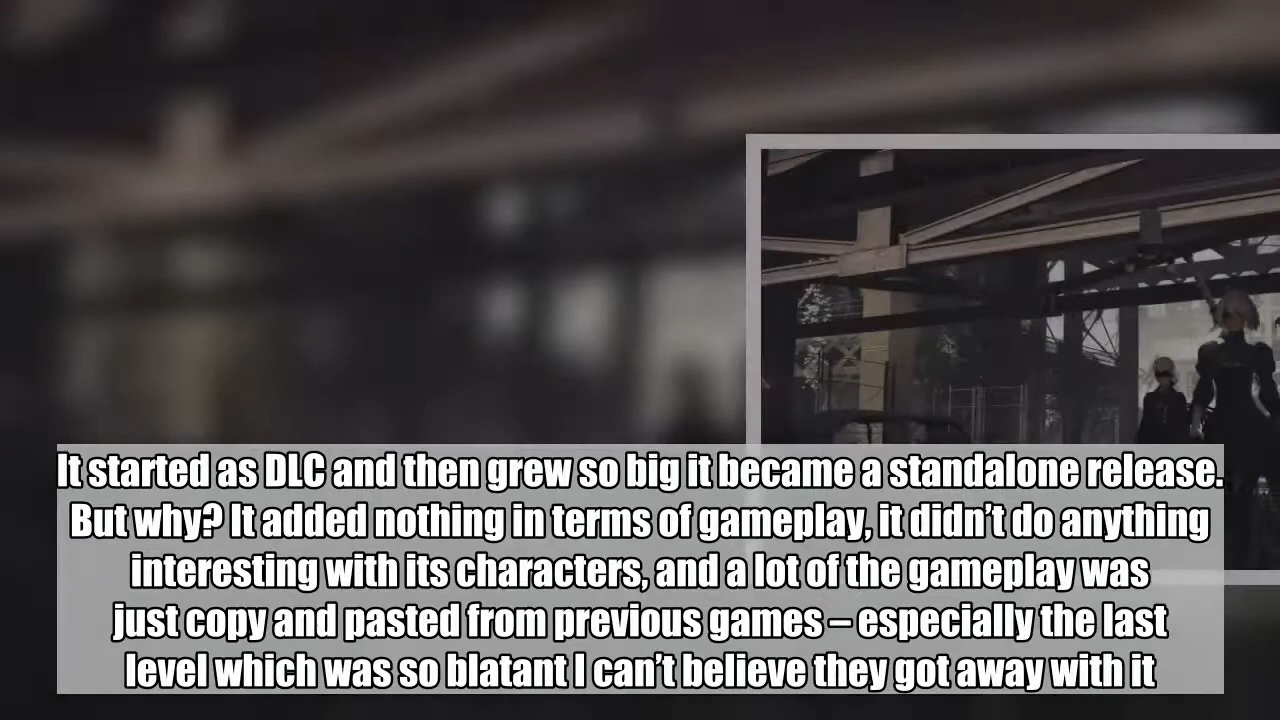 It started as DLC and then grew so big it became a standalone release.
But why? It added nothing in terms of gameplay, it didn’t do anything
interesting with its characters, and a lot of the gameplay was
just copy and pasted from previous games – especially the last
level which was so blatant I can’t believe they got away with it